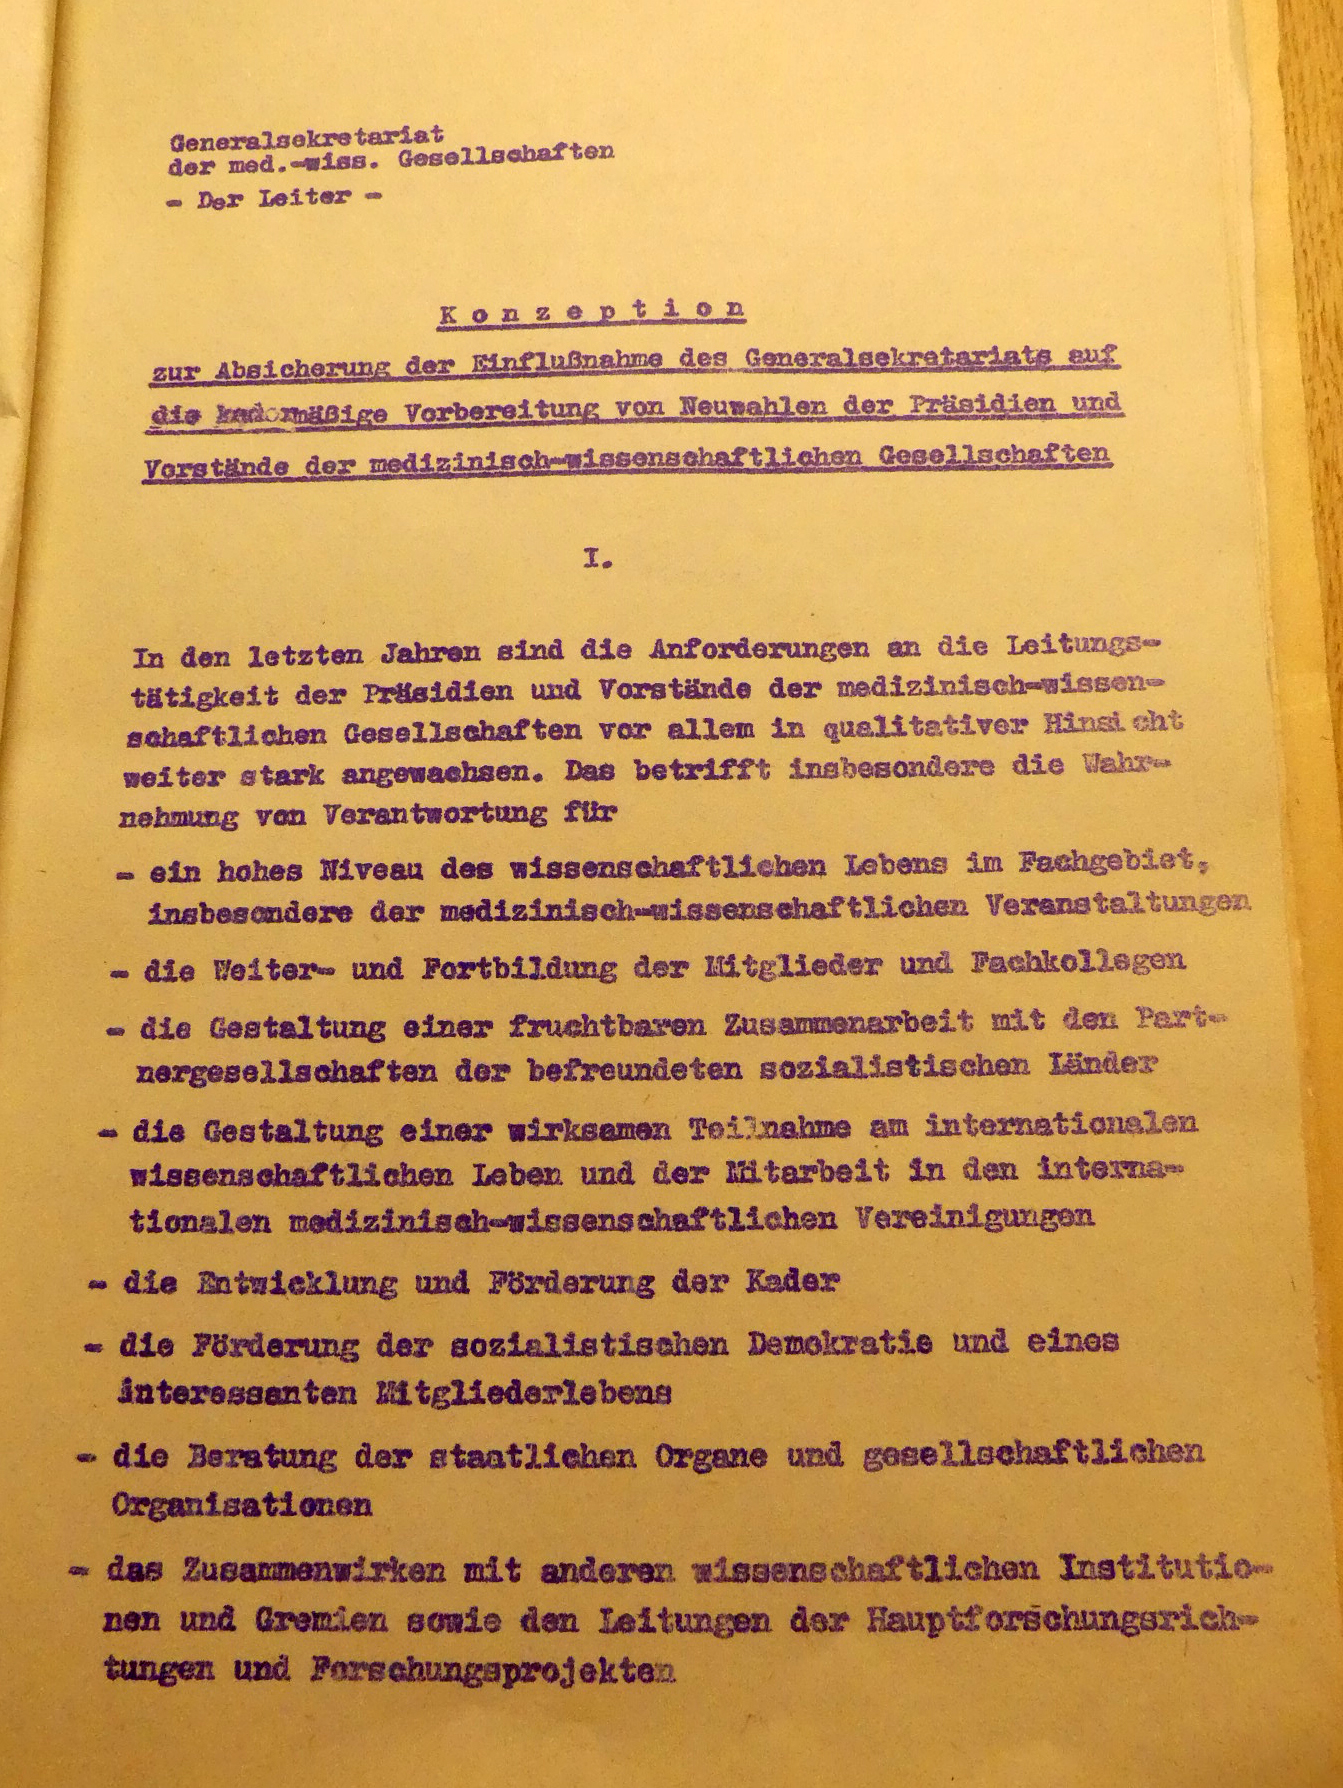 Generalsekretariat
der med.-wiss. Gesellschaften
- Der Leiter -
K o n z e p t i o n
zur Absicherung der Einflußnahme des Generalsekretariats auf
die kadermäßige Vorbereitung von Neuwahlen der Präsidien und
Vorstände der medizinisch-wissenschaftlichen Gesellschaften
I.
In den letzten Jahren sind die Anforderungen an die Leitungs-
tätigkeit der Präsidien und Vorstände der medizinisch-wissen-
schaftlichen Gesellschaften vor allem in qualitativer Hinsicht
weiter stark angewachsen. Das betrifft insbesondere die Wahr-
nehmung von Verantwortung für
- ein hohes Niveau des wissenschaftlichen Lebens im Fachgebiet,
insbesondere der medizinisch-wissenschaftlichen Veranstaltungen
- die Weiter- und Fortbildung der Mitglieder und Fachkollegen
- die Gestaltung einer fruchtbaren Zusammenarbeit mit den Part-
nergesellschaften der befreundeten sozialistischen Länder
- die Gestaltung einer wirksamen Teilnahme am internationalen
wissenschaftlichen Leben und der Mitarbeit in den interna-
tionalen medizinisch-wissenschaftlichen Vereinigungen
- die Entwicklung und Förderung der Kader
- die Förderung der sozialistischen Demokratie und eines
interessanten Mitgliederlebens
- die Beratung der staatlichen Organe und gesellschaftlichen
Organisationen
- das Zusammenwirken mit anderen wissenschaftlichen Institutio-
nen und Gremien sowie den Leitungen der Hauptforschungsrich-
tungen und Forschungsprojekten